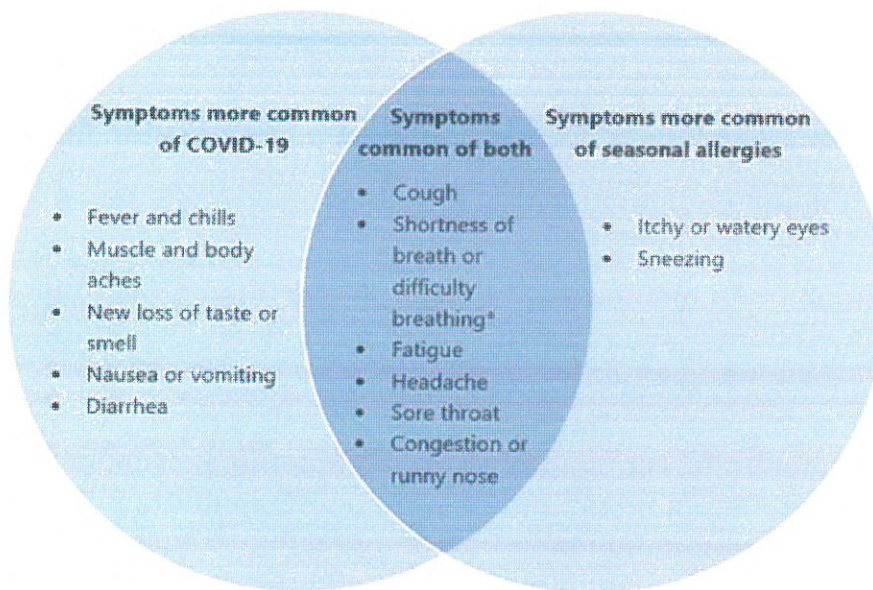 Symptoms more common
of COVID-19
• Fever and chills
• Muscle and body
aches
• New loss of taste or
smell
• Nausea or vomiting
• Diarrhea
Symptoms
common of both
• Cough
• Shortness of
breath or
difficulty
breathing*
• Fatigue
• Headache
• Sore throat
• Congestion or
runny nose
Symptoms more common
of seasonal allergies
• Itchy or watery eyes
• Sneezing